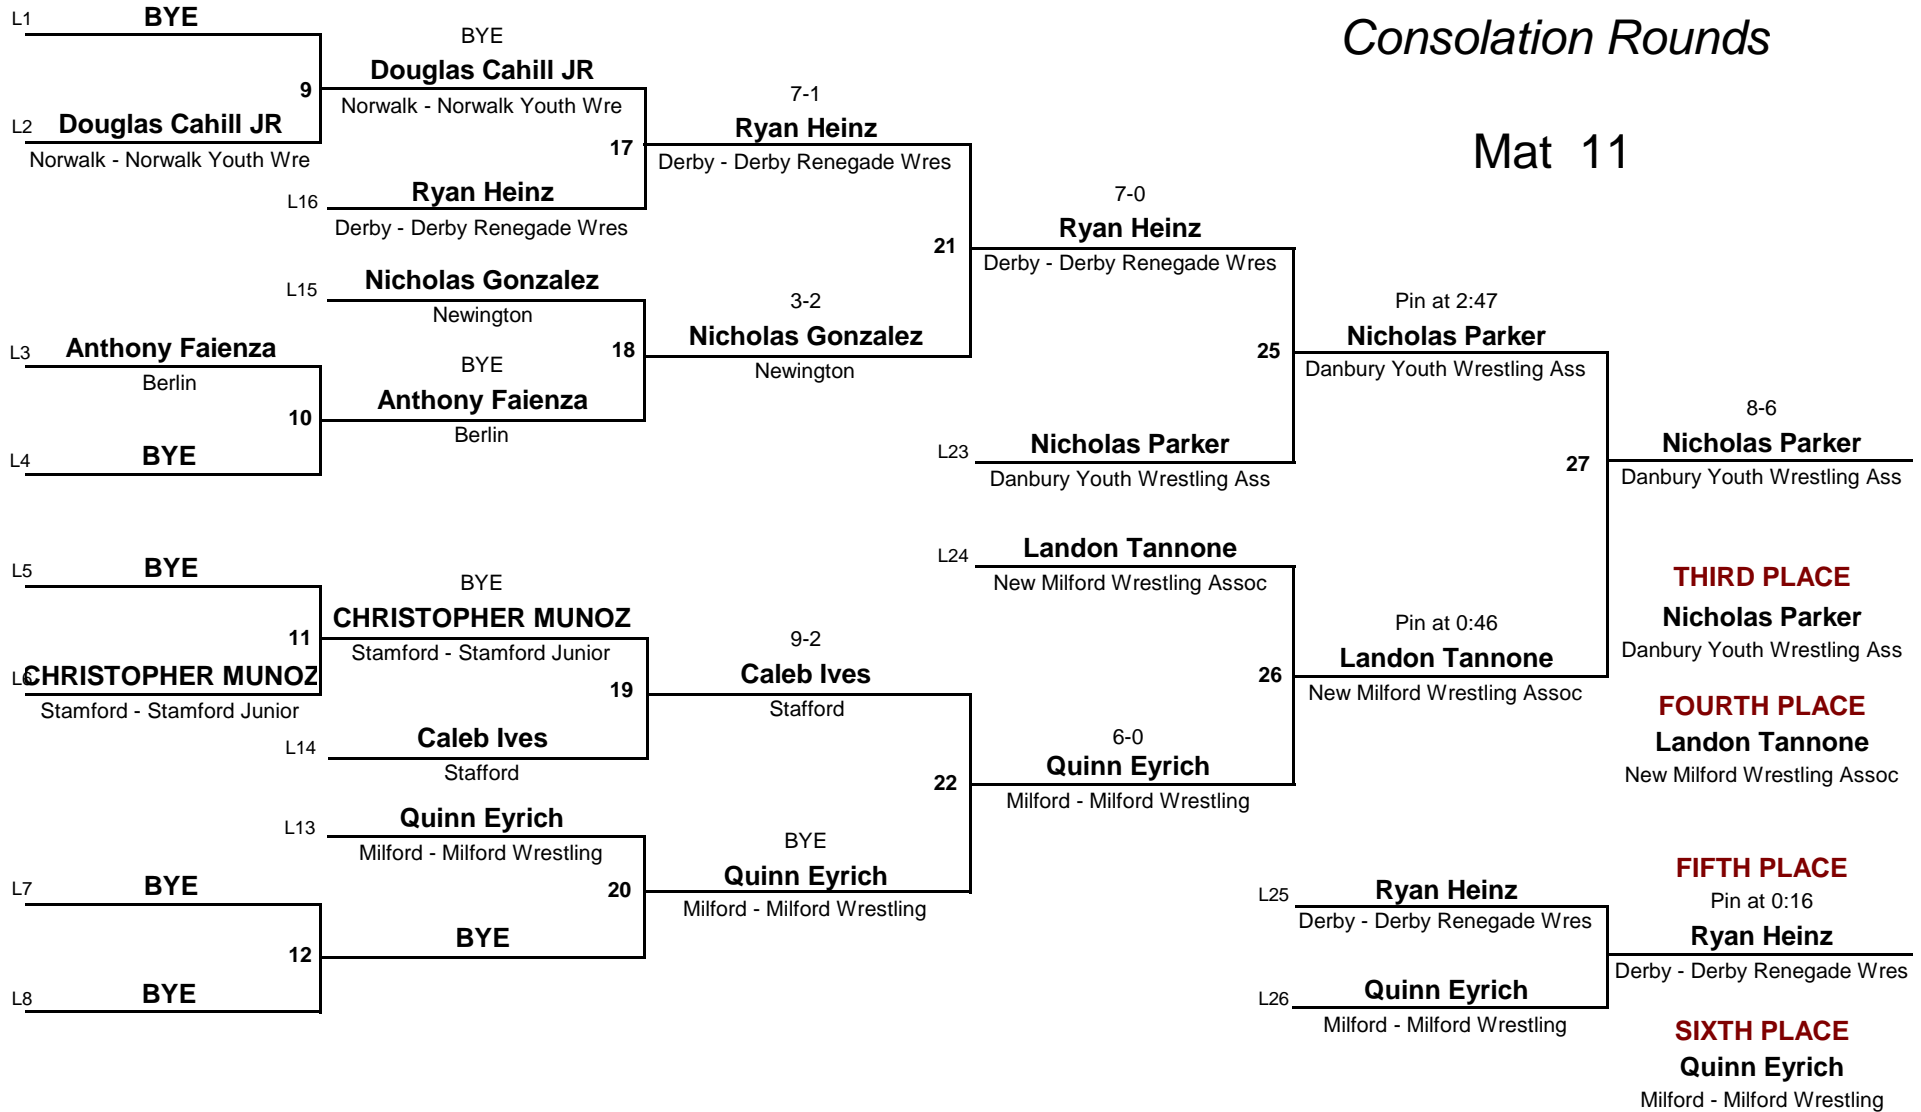 Consolation Rounds
Mat 11
L1 BYE
9
L2 Douglas Cahill JR
Norwalk - Norwalk Youth Wre
BYE
Douglas Cahill JR
Norwalk - Norwalk Youth Wre
17
L16 Ryan Heinz
Derby - Derby Renegade Wres
7-1
Ryan Heinz
Derby - Derby Renegade Wres
21
L15 Nicholas Gonzalez
Newington
18
L3 Anthony Faienza
Berlin
10
L4 BYE
BYE
Anthony Faienza
Berlin
3-2
Nicholas Gonzalez
Newington
7-0
Ryan Heinz
Derby - Derby Renegade Wres
25
L23 Nicholas Parker
Danbury Youth Wrestling Ass
Pin at 2:47
Nicholas Parker
Danbury Youth Wrestling Ass
27
8-6
Nicholas Parker
Danbury Youth Wrestling Ass
L5 BYE
11
L6 CHRISTOPHER MUNOZ
Stamford - Stamford Junior
BYE
CHRISTOPHER MUNOZ
Stamford - Stamford Junior
19
L14 Caleb Ives
Stafford
9-2
Caleb Ives
Stafford
22
L13 Quinn Eyrich
Milford - Milford Wrestling
20
L7 BYE
12
L8 BYE
BYE
BYE
Quinn Eyrich
Milford - Milford Wrestling
L24 Landon Tannone
New Milford Wrestling Assoc
26
6-0
Quinn Eyrich
Milford - Milford Wrestling
Pin at 0:46
Landon Tannone
New Milford Wrestling Assoc
THIRD PLACE
Nicholas Parker
Danbury Youth Wrestling Ass
FOURTH PLACE
Landon Tannone
New Milford Wrestling Assoc
L25 Ryan Heinz
Derby - Derby Renegade Wres
L26 Quinn Eyrich
Milford - Milford Wrestling
FIFTH PLACE
Pin at 0:16
Ryan Heinz
Derby - Derby Renegade Wres
SIXTH PLACE
Quinn Eyrich
Milford - Milford Wrestling